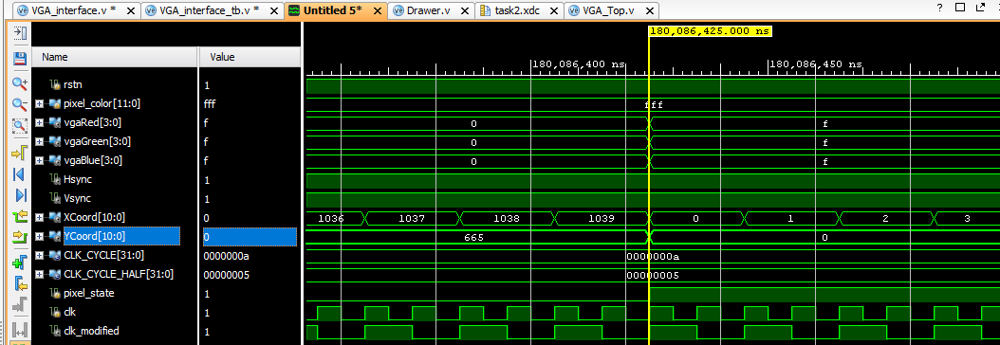 VGA_interface.v * × VGA_interface_tb.v * × Untitled 5* × Drawer.v × task2.xdc × VGA_Top.v ×
180,086,425.000 ns
Name Value
180,086,400 ns 180,086,450 ns
rstn 1
pixel_color[11:0] fff fff
vgaRed[3:0] f 0 f
vgaGreen[3:0] f 0 f
vgaBlue[3:0] f 0 f
Hsync 1
Vsync 1
XCoord[10:0] 0 1036 1037 1038 1039 0 1 2 3
YCoord[10:0] 0 665 0
CLK_CYCLE[31:0] 0000000a 0000000a
CLK_CYCLE_HALF[31:0] 00000005 00000005
pixel_state 1
clk 1
clk_modified 1